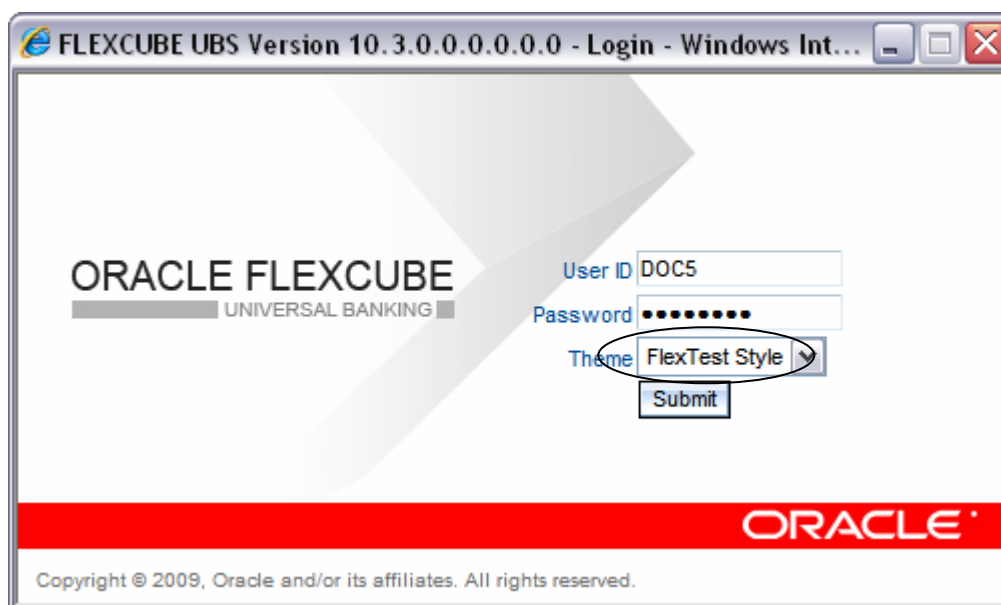 FLEXCUBE UBS Version 10.3.0.0.0.0.0.0 - Login - Windows Int...
ORACLE FLEXCUBE
UNIVERSAL BANKING
User ID DOC5
Password ••••••••
Theme FlexTest Style
Submit
ORACLE
Copyright © 2009, Oracle and/or its affiliates. All rights reserved.